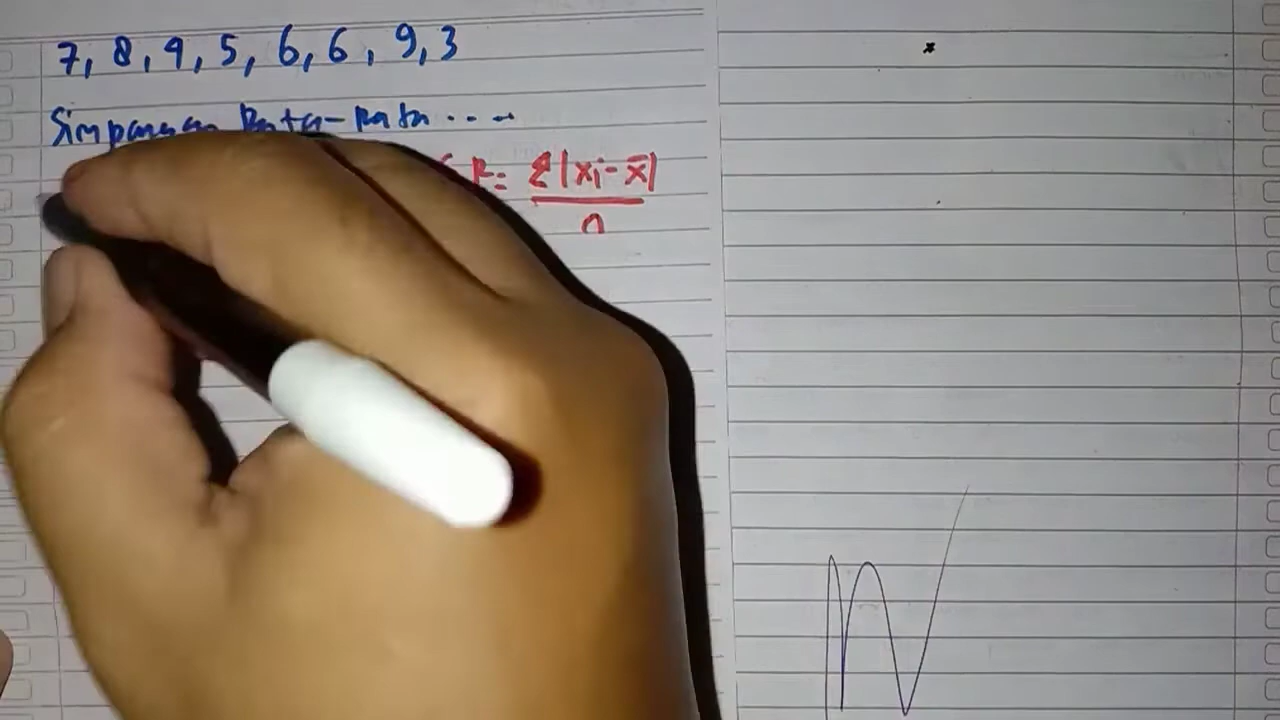 7, 8, 4, 5, 6, 6, 9, 3
Simpangan Rata-Rata ....
R = Σ|xi - x̄|
n